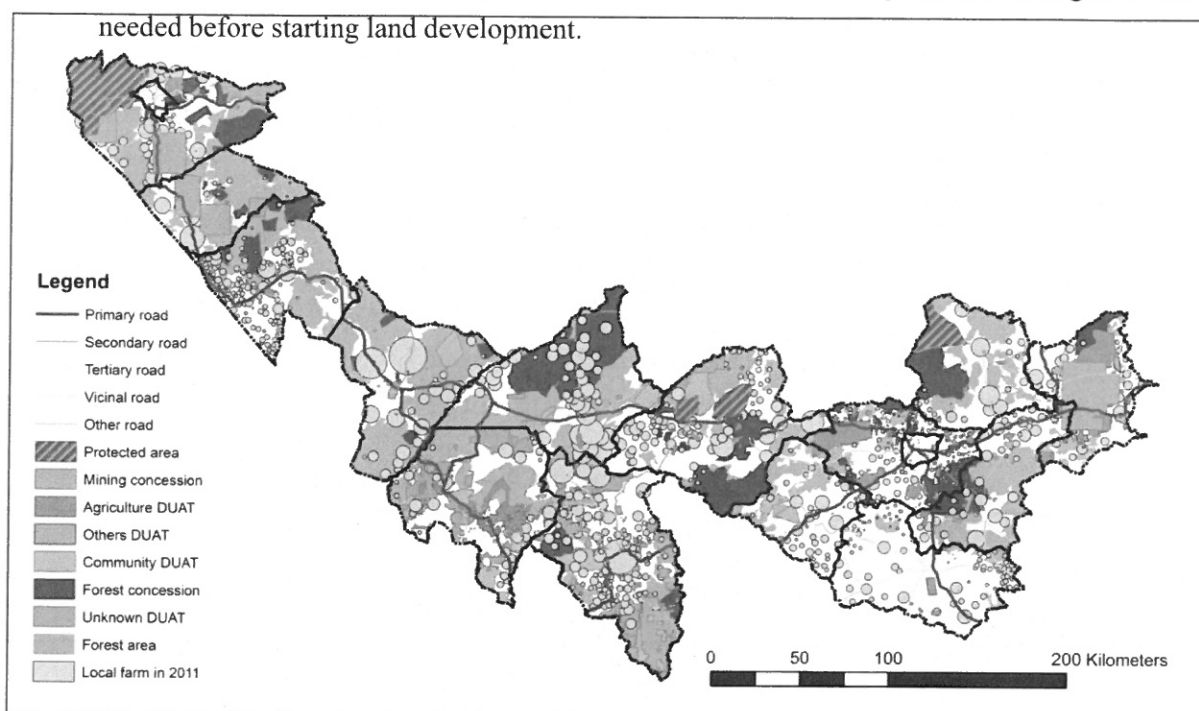 needed before starting land development.
Legend
Primary road
Secondary road
Tertiary road
Vicinal road
Other road
Protected area
Mining concession
Agriculture DUAT
Others DUAT
Community DUAT
Forest concession
Unknown DUAT
Forest area
Local farm in 2011
0 50 100 200 Kilometers